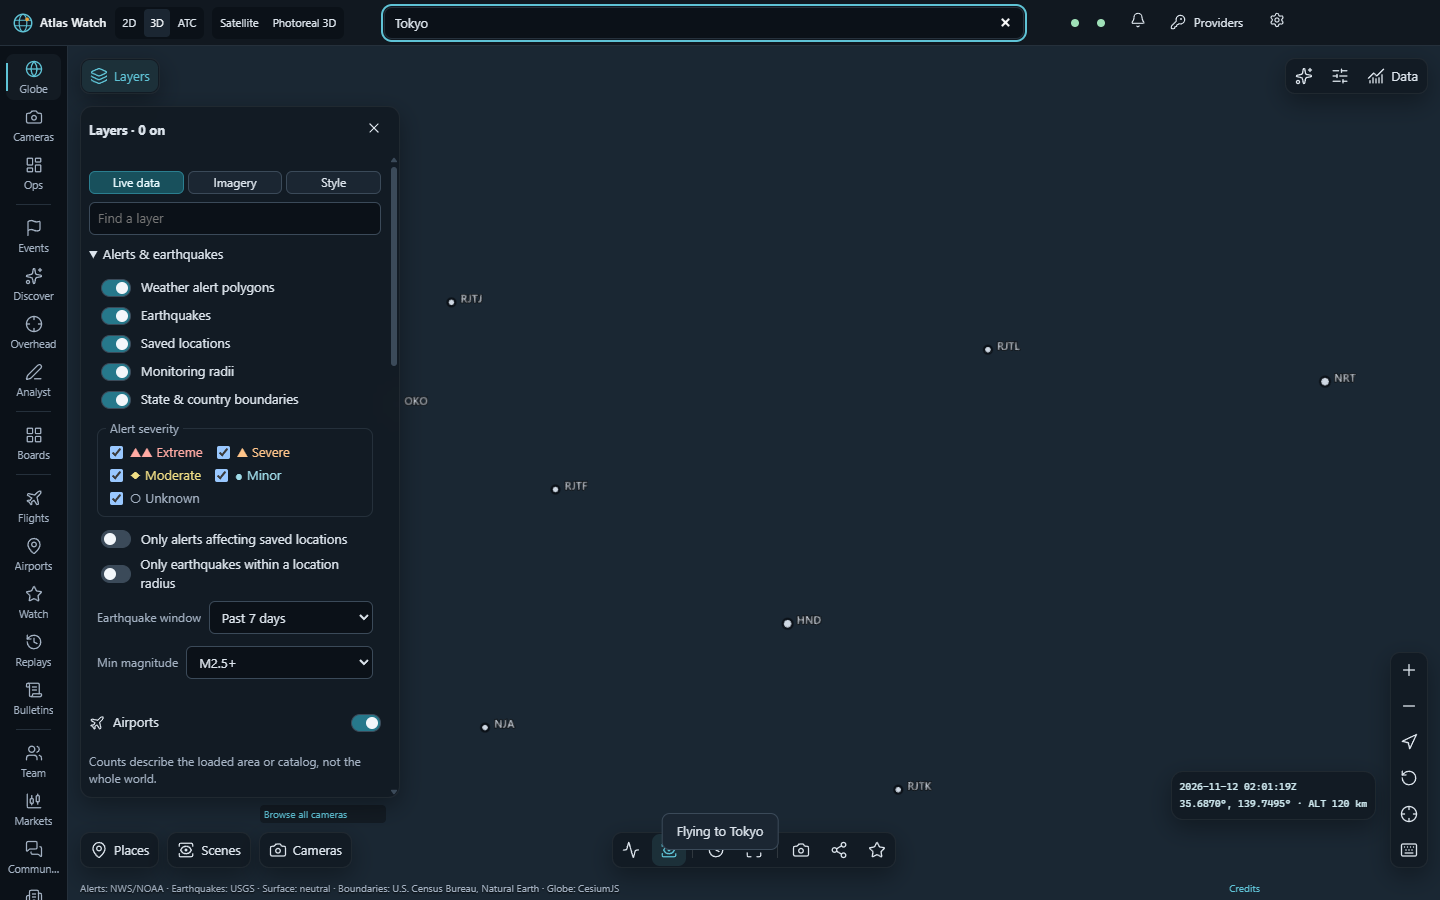 Atlas Watch
2D 3D ATC
Satellite Photoreal 3D
Tokyo
Providers
Globe
Cameras
Ops
Events
Discover
Overhead
Analyst
Boards
Flights
Airports
Watch
Replays
Bulletins
Team
Markets
Commun...
Layers
Data
Layers · 0 on
Live data Imagery Style
Find a layer
Alerts & earthquakes
Weather alert polygons
Earthquakes
Saved locations
Monitoring radii
State & country boundaries
Alert severity
Extreme Severe
Moderate Minor
Unknown
Only alerts affecting saved locations
Only earthquakes within a location
radius
Earthquake window Past 7 days
Min magnitude M2.5+
Airports
Counts describe the loaded area or catalog, not the
whole world.
Browse all cameras
RJTJ
RJTL
NRT
OKO
RJTF
HND
NJA
RJTK
2026-11-12 02:01:19Z
35.6870°, 139.7495° · ALT 120 km
Flying to Tokyo
Places Scenes Cameras
Alerts: NWS/NOAA · Earthquakes: USGS · Surface: neutral · Boundaries: U.S. Census Bureau, Natural Earth · Globe: CesiumJS
Credits